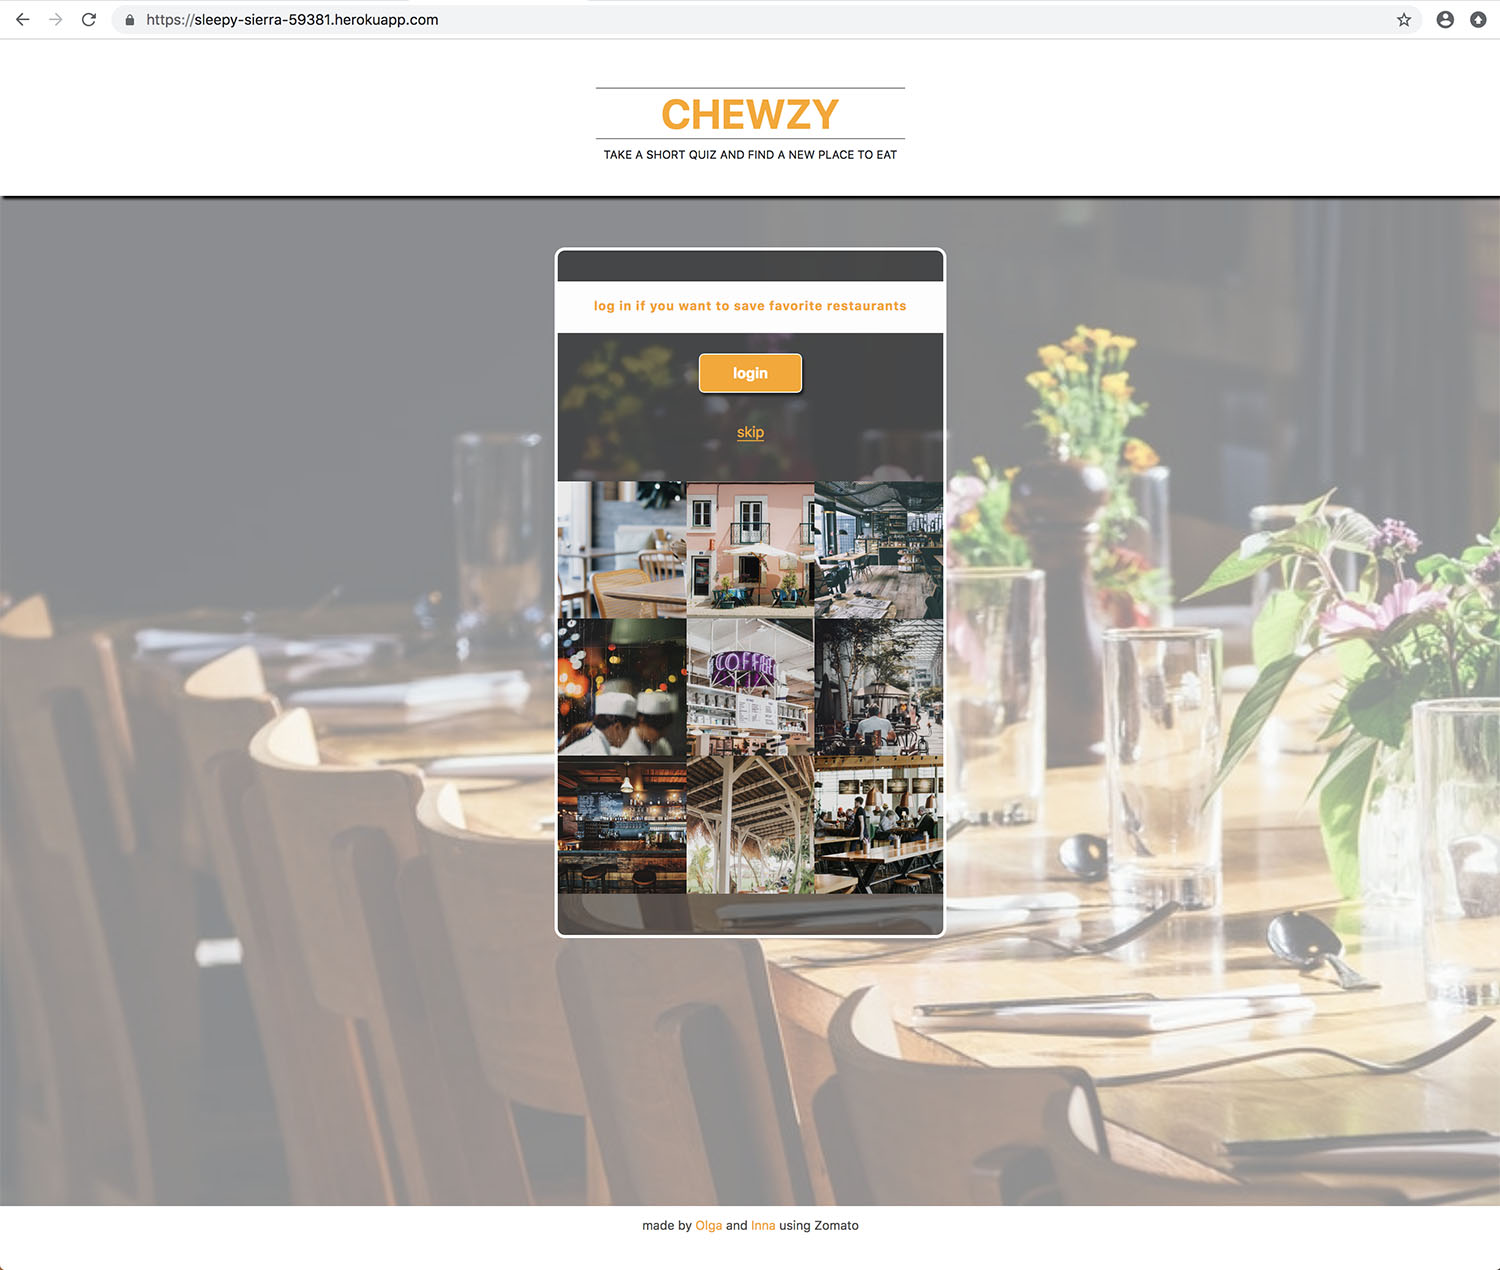 https://sleepy-sierra-59381.herokuapp.com
CHEWZY
TAKE A SHORT QUIZ AND FIND A NEW PLACE TO EAT
log in if you want to save favorite restaurants
login
skip
COFFEE
made by Olga and Inna using Zomato